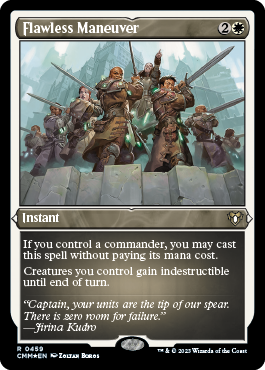 Flawless Maneuver 2
Instant
If you control a commander, you may cast
this spell without paying its mana cost.
Creatures you control gain indestructible
until end of turn.
“Captain, your units are the tip of our spear.
There is zero room for failure.”
—Jirina Kudro
R 0459
CMM★EN Zoltan Boros
™ & © 2023 Wizards of the Coast